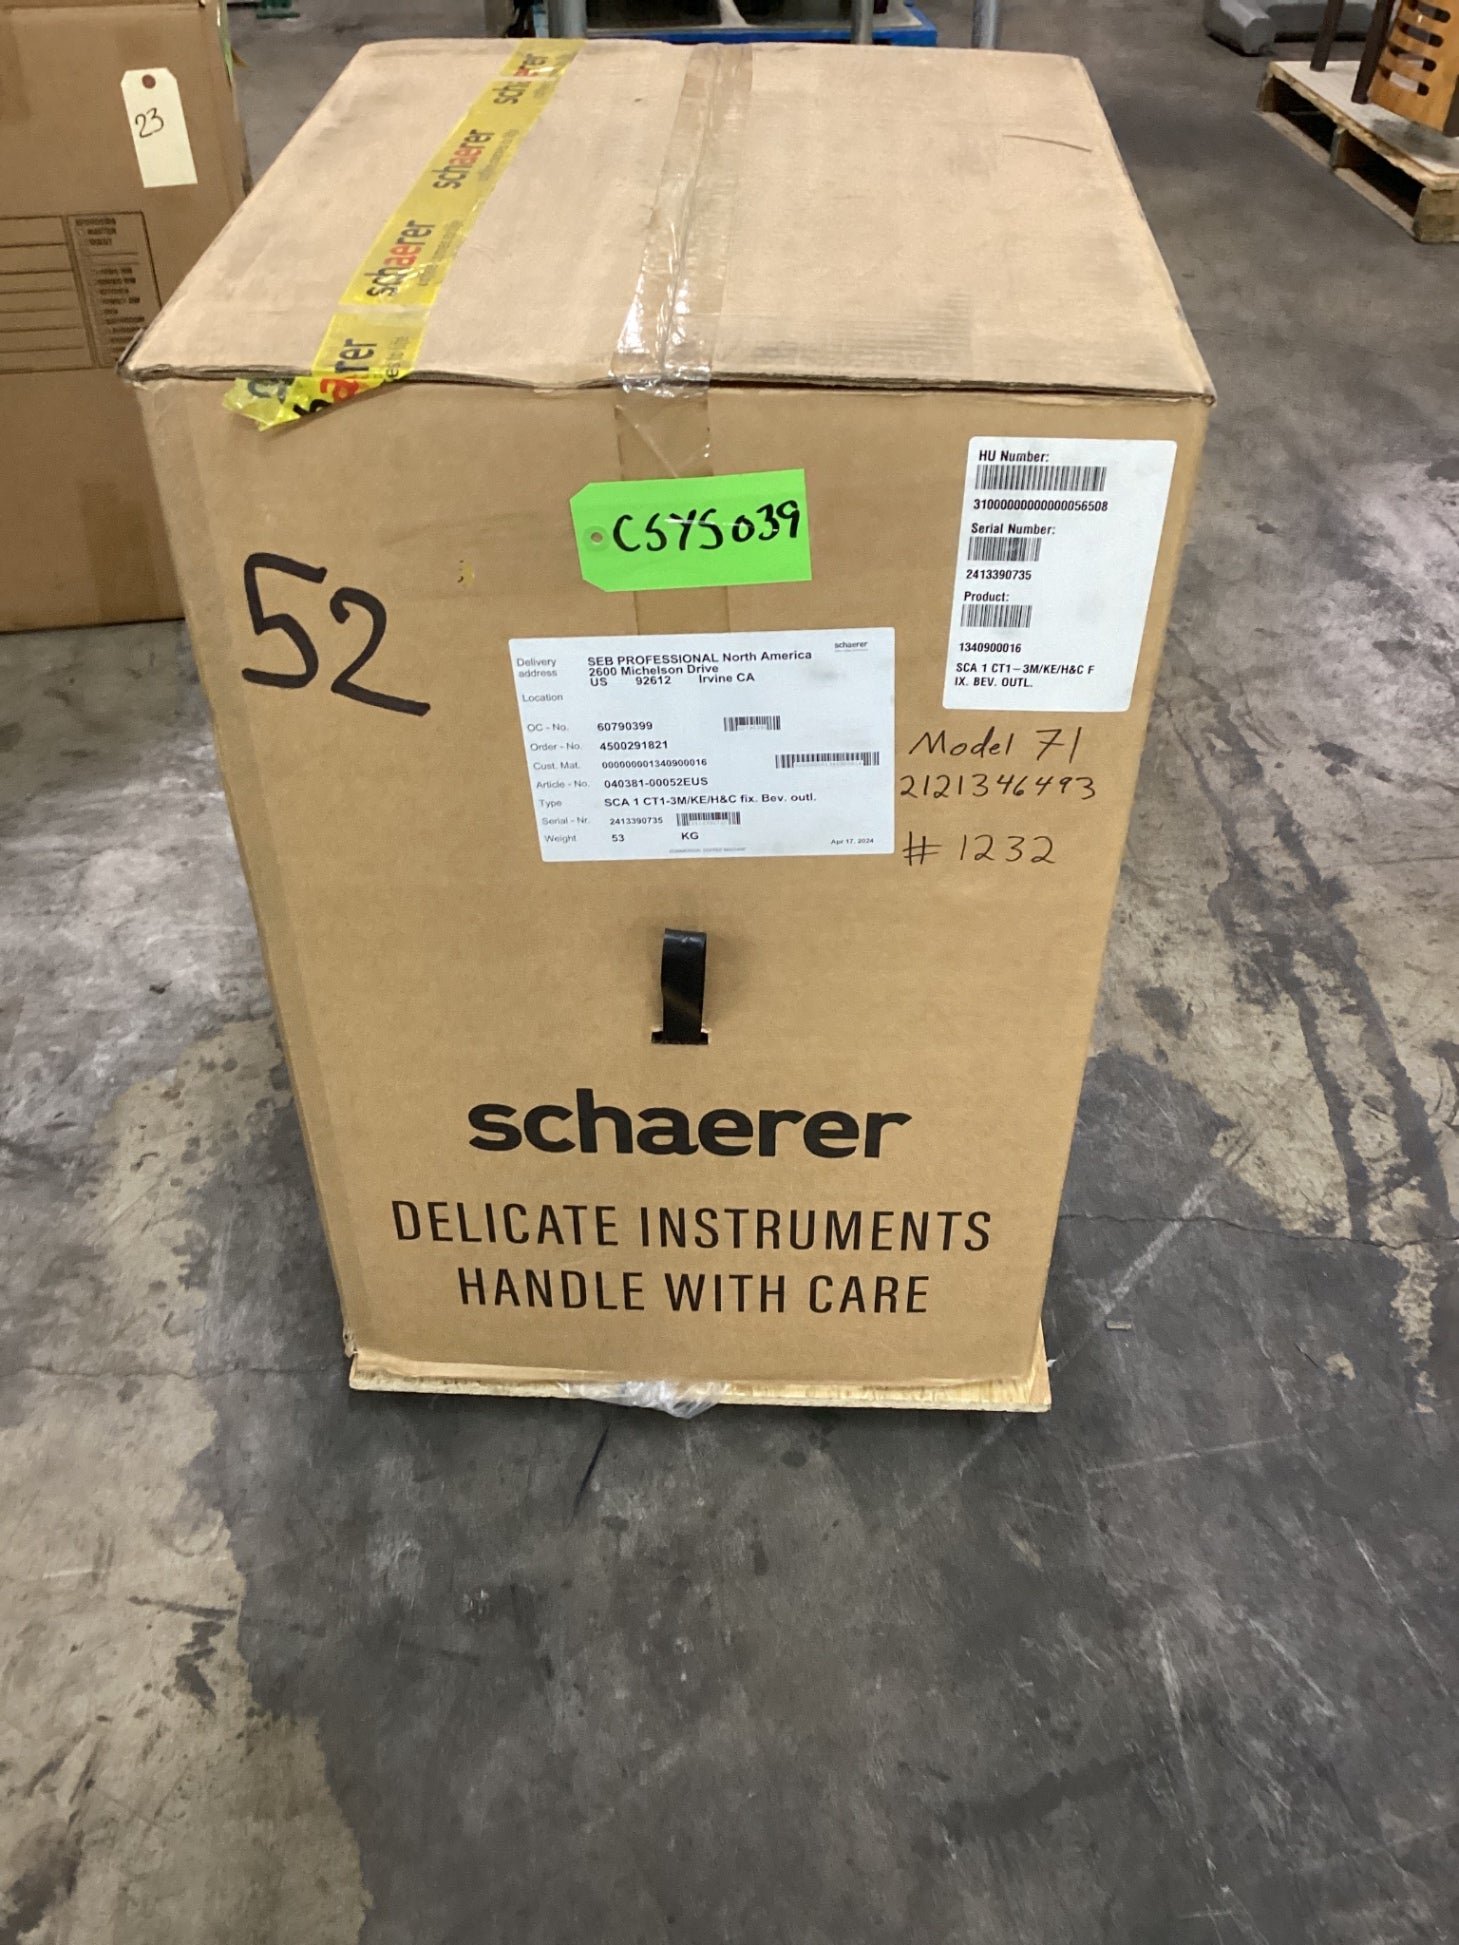 23
schaerer
schaerer
schaerer
CSYS039
52
HU Number:
31000000000000056508
Serial Number:
2413390735
Product:
1340900016
SCA 1 CT1-3M/KE/H&C F
IX. BEV. OUTL.
schaerer
Delivery address SEB PROFESSIONAL North America
2600 Michelson Drive
US 92612 Irvine CA
Location
OC - No. 60790399
Order - No. 4500291821
Cust. Mat. 000000001340900016
Article - No. 040381-00052EUS
Type SCA 1 CT1-3M/KE/H&C fix. Bev. outl.
Serial - Nr. 2413390735
Weight 53 KG
Apr 17, 2024
Model 71
2121346493
# 1232
schaerer
DELICATE INSTRUMENTS
HANDLE WITH CARE